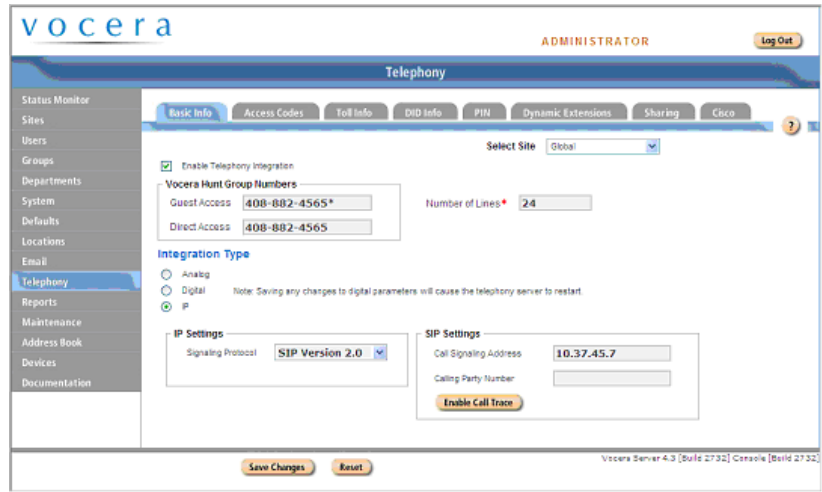 vocera
ADMINISTRATOR
Log Out
Telephony
Status Monitor
Sites
Users
Groups
Departments
System
Defaults
Locations
Email
Telephony
Reports
Maintenance
Address Book
Devices
Documentation
Basic Info Access Codes Toll Info DID Info PIN Dynamic Extensions Sharing Cisco
?
Select Site Global
Enable Telephony Integration
Vocera Hunt Group Numbers
Guest Access 408-882-4565* Number of Lines* 24
Direct Access 408-882-4565
Integration Type
Analog
Digital Note: Saving any changes to digital parameters will cause the telephony server to restart.
IP
IP Settings SIP Settings
Signaling Protocol SIP Version 2.0 Call Signaling Address 10.37.45.7
Calling Party Number
Enable Call Trace
Save Changes Reset
Vocera Server 4.3 [Build 2732] Console [Build 2732]